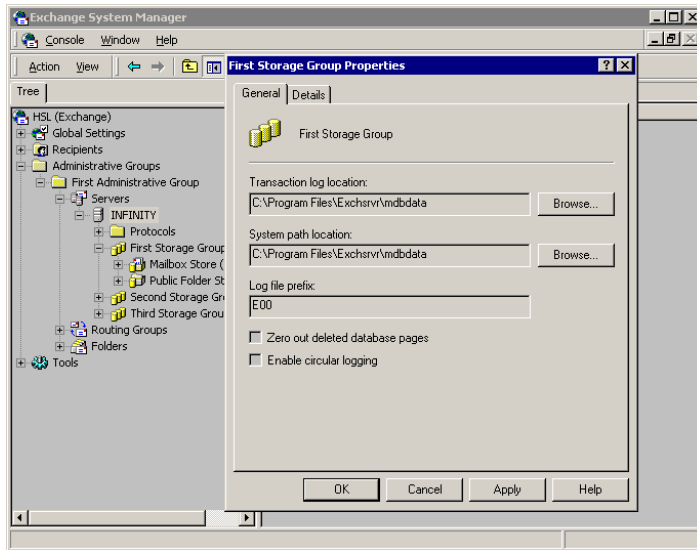 Exchange System Manager
Console Window Help
Action View
Tree
HSL (Exchange)
Global Settings
Recipients
Administrative Groups
First Administrative Group
Servers
INFINITY
Protocols
First Storage Group
Mailbox Store (
Public Folder St
Second Storage Gr
Third Storage Grou
Routing Groups
Folders
Tools
First Storage Group Properties
General Details
First Storage Group
Transaction log location:
C:\Program Files\Exchsrvr\mdbdata
Browse...
System path location:
C:\Program Files\Exchsrvr\mdbdata
Browse...
Log file prefix:
E00
Zero out deleted database pages
Enable circular logging
OK Cancel Apply Help